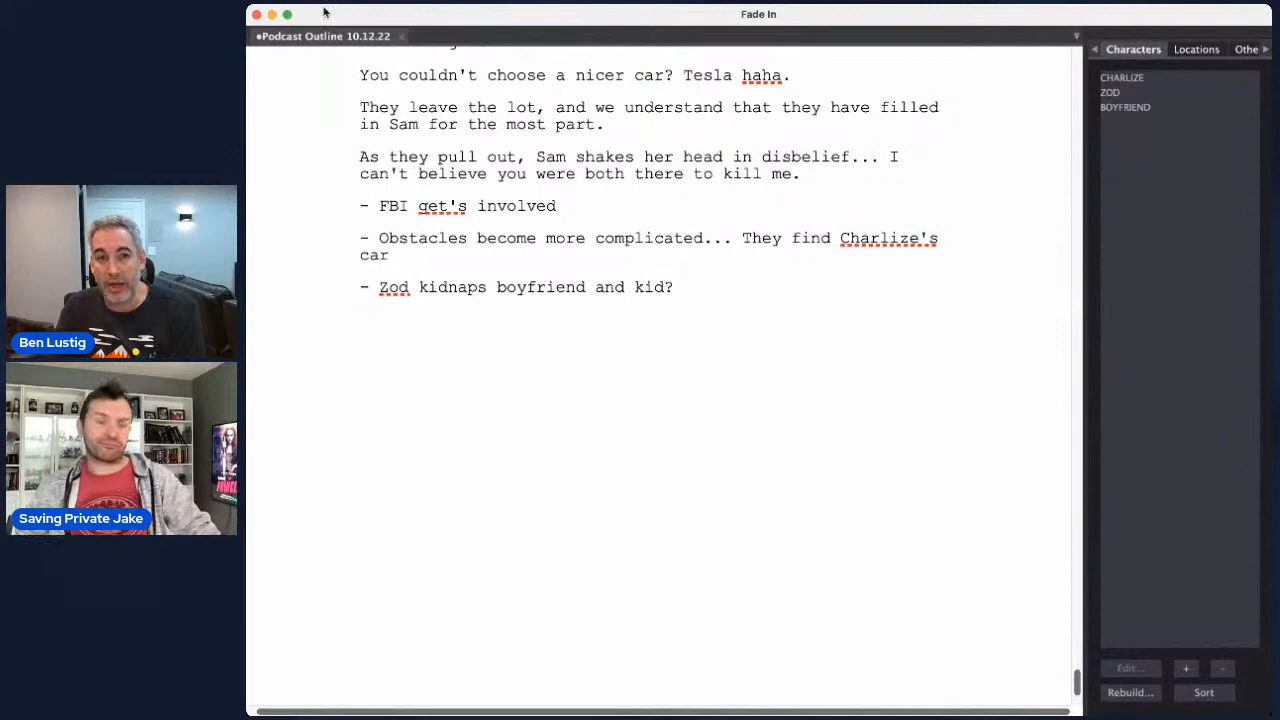 Fade In
●Podcast Outline 10.12.22 ×
You couldn't choose a nicer car? Tesla haha.
They leave the lot, and we understand that they have filled
in Sam for the most part.
As they pull out, Sam shakes her head in disbelief... I
can't believe you were both there to kill me.
- FBI get's involved
- Obstacles become more complicated... They find Charlize's
car
- Zod kidnaps boyfriend and kid?
Characters
Locations
Othe
CHARLIZE
ZOD
BOYFRIEND
Edit...
+
-
Rebuild...
Sort
Ben Lustig
Saving Private Jake